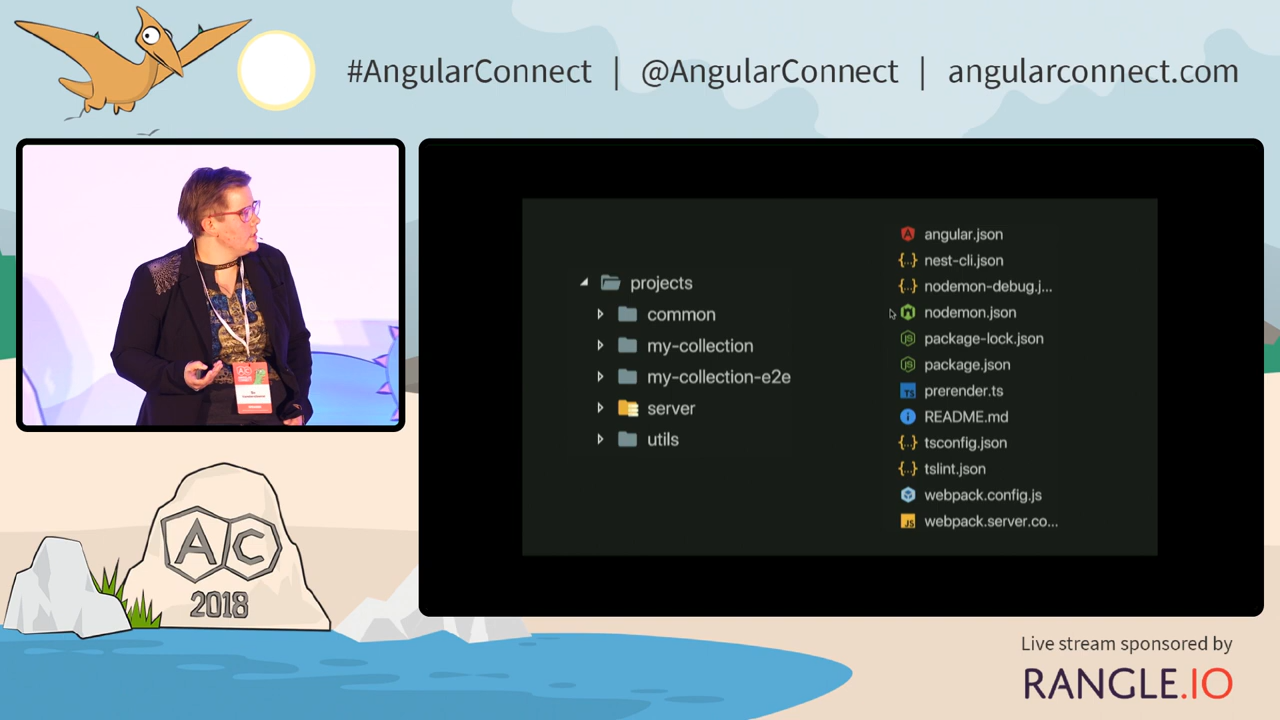 #AngularConnect | @AngularConnect | angularconnect.com
projects
common
my-collection
my-collection-e2e
server
utils
angular.json
nest-cli.json
nodemon-debug.j...
nodemon.json
package-lock.json
package.json
prerender.ts
README.md
tsconfig.json
tslint.json
webpack.config.js
webpack.server.co...
AC
2018
Live stream sponsored by
RANGLE.IO